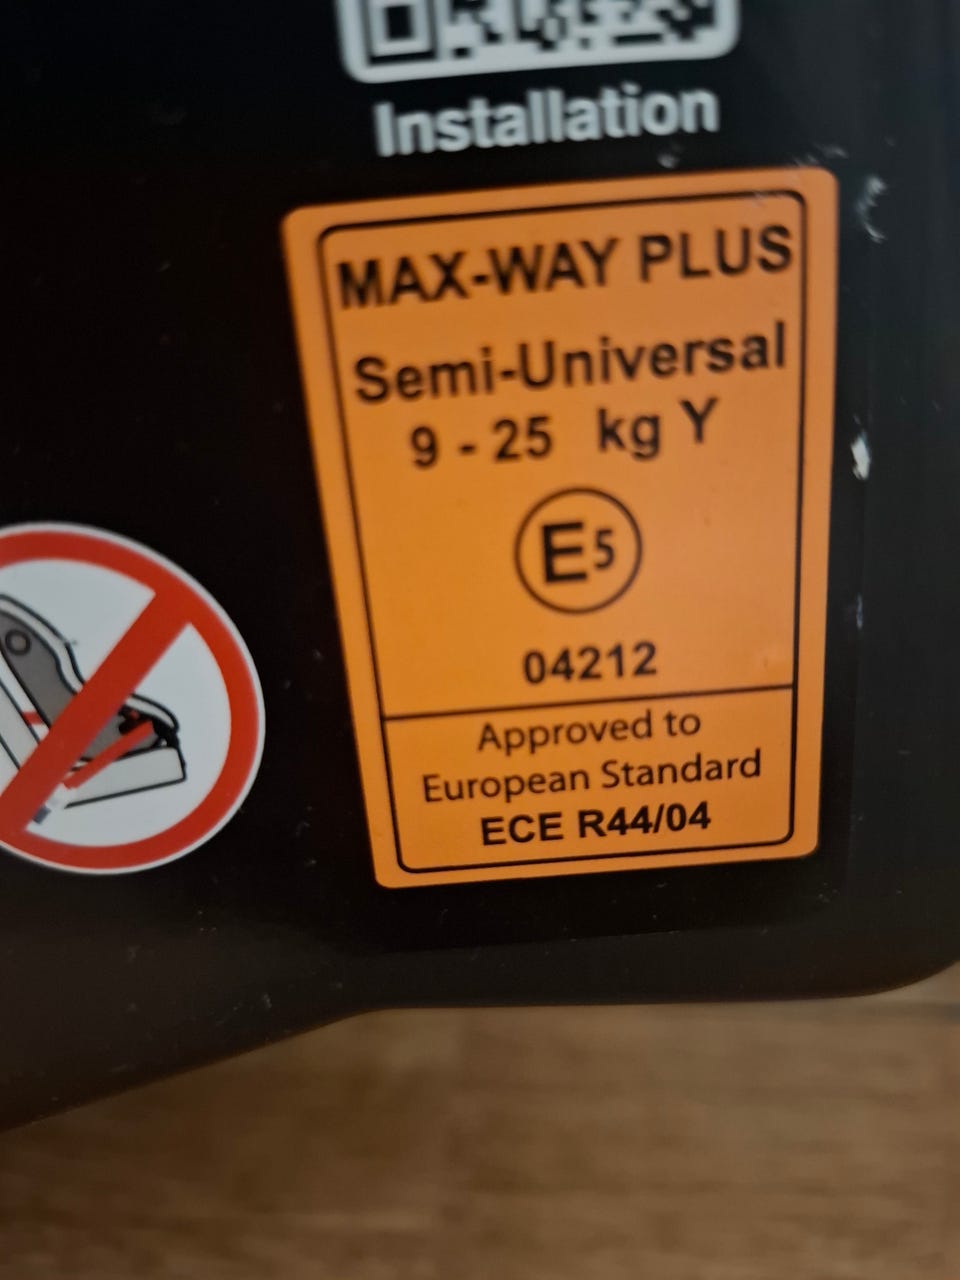 Installation
MAX-WAY PLUS
Semi-Universal
9 - 25 kg Y
E5
04212
Approved to
European Standard
ECE R44/04